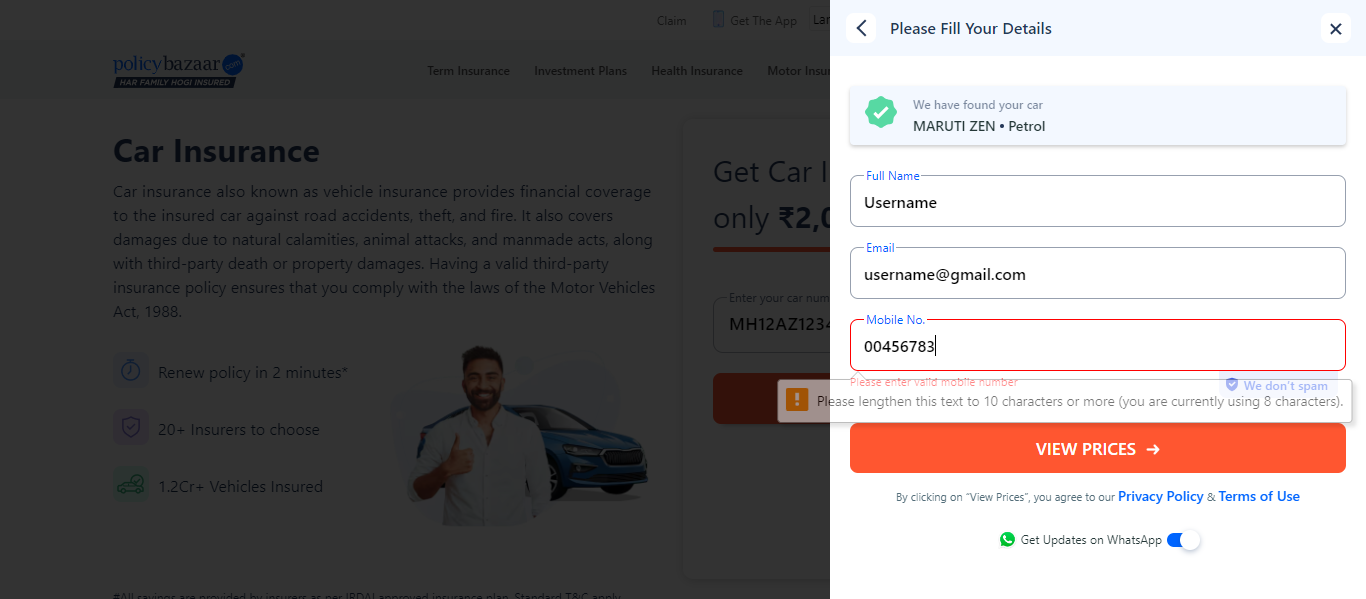 Claim
Get The App
Lan
policybazaar.com
HAR FAMILY HOGI INSURED
Term Insurance
Investment Plans
Health Insurance
Motor Insur
Car Insurance
Car insurance also known as vehicle insurance provides financial coverage
to the insured car against road accidents, theft, and fire. It also covers
damages due to natural calamities, animal attacks, and manmade acts, along
with third-party death or property damages. Having a valid third-party
insurance policy ensures that you comply with the laws of the Motor Vehicles
Act, 1988.
Renew policy in 2 minutes*
20+ Insurers to choose
1.2Cr+ Vehicles Insured
#All savings are provided by insurers as per IRDAI approved insurance plan. Standard T&C apply
Get Car I
only ₹2,0
Enter your car num
MH12AZ1234
Please Fill Your Details
We have found your car
MARUTI ZEN • Petrol
Full Name
Username
Email
username@gmail.com
Mobile No.
00456783
Please enter valid mobile number
We don't spam
Please lengthen this text to 10 characters or more (you are currently using 8 characters).
VIEW PRICES →
By clicking on “View Prices”, you agree to our Privacy Policy & Terms of Use
Get Updates on WhatsApp